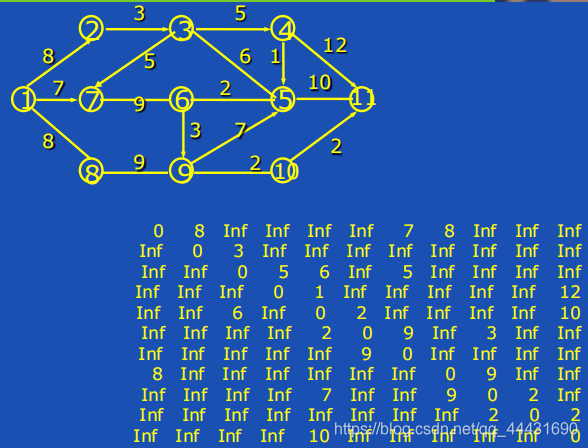 3 5
2 3 4
8 5 6 1 12
7 2 10
1 7 9 6 5 11
3 7
8 9 2 2
8 9 10
0 8 Inf Inf Inf Inf 7 8 Inf Inf Inf
Inf 0 3 Inf Inf Inf Inf Inf Inf Inf Inf
Inf Inf 0 5 6 Inf 5 Inf Inf Inf Inf
Inf Inf Inf 0 1 Inf Inf Inf Inf Inf 12
Inf Inf 6 Inf 0 2 Inf Inf Inf Inf 10
Inf Inf Inf Inf 2 0 9 Inf 3 Inf Inf
Inf Inf Inf Inf Inf 9 0 Inf Inf Inf Inf
8 Inf Inf Inf Inf Inf Inf 0 9 Inf Inf
Inf Inf Inf Inf 7 Inf Inf 9 0 2 Inf
Inf Inf Inf Inf Inf Inf Inf Inf 2 0 2
https://blog.csdn.net/qq_44431690
Inf Inf Inf Inf 10 Inf Inf Inf Inf Inf 0